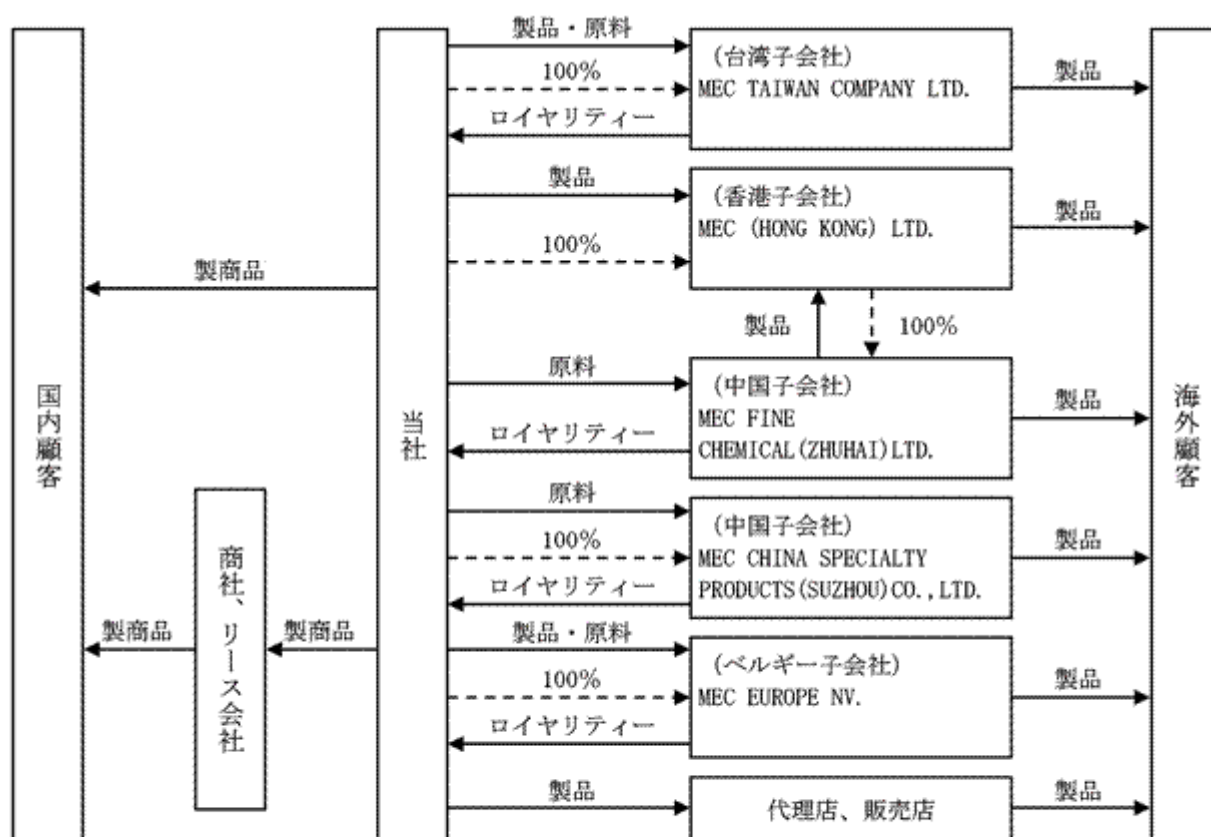 国内顧客
製商品
製商品
商社、リース会社
製商品
当社
製品・原料
100%
ロイヤリティー
(台湾子会社)
MEC TAIWAN COMPANY LTD.
製品
製品
100%
(香港子会社)
MEC (HONG KONG) LTD.
製品
製品
100%
原料
ロイヤリティー
(中国子会社)
MEC FINE
CHEMICAL(ZHUHAI)LTD.
製品
原料
100%
ロイヤリティー
(中国子会社)
MEC CHINA SPECIALTY
PRODUCTS(SUZHOU)CO.,LTD.
製品
製品・原料
100%
ロイヤリティー
(ベルギー子会社)
MEC EUROPE NV.
製品
製品
代理店、販売店
製品
海外顧客